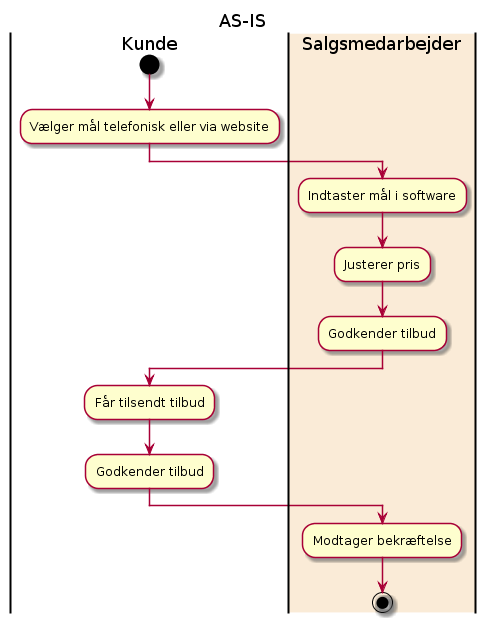 AS-IS
Kunde
Salgsmedarbejder
Vælger mål telefonisk eller via website
Indtaster mål i software
Justerer pris
Godkender tilbud
Får tilsendt tilbud
Godkender tilbud
Modtager bekræftelse